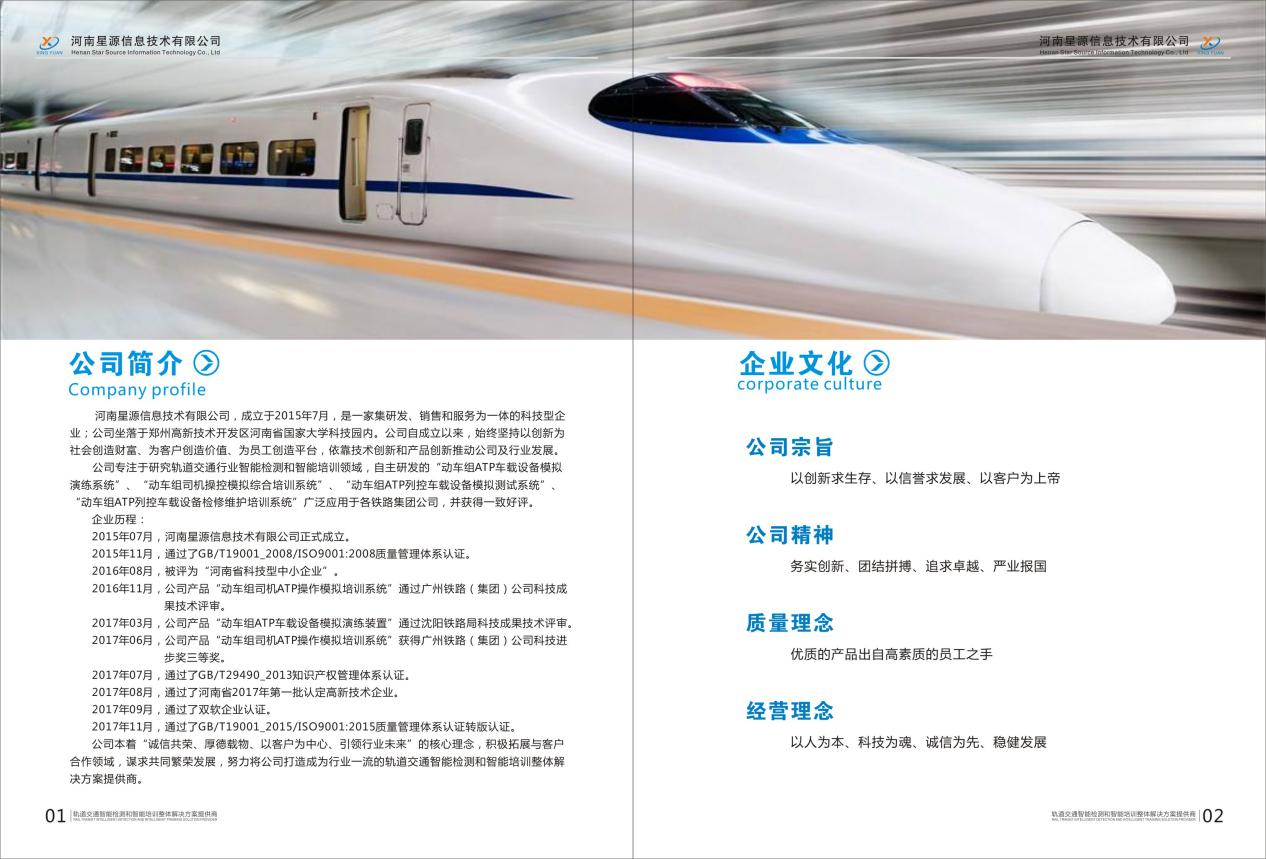 XING YUAN
河南星源信息技术有限公司
Henan Star Source Information Technology Co., Ltd
河南星源信息技术有限公司
Henan Star Source Information Technology Co., Ltd
XING YUAN
公司简介
Company profile
河南星源信息技术有限公司，成立于2015年7月，是一家集研发、销售和服务为一体的科技型企
业；公司坐落于郑州高新技术开发区河南省国家大学科技园内。公司自成立以来，始终坚持以创新为
社会创造财富、为客户创造价值、为员工创造平台，依靠技术创新和产品创新推动公司及行业发展。
公司专注于研究轨道交通行业智能检测和智能培训领域，自主研发的“动车组ATP车载设备模拟
演练系统”、“动车组司机操控模拟综合培训系统”、“动车组ATP列控车载设备模拟测试系统”、
“动车组ATP列控车载设备检修维护培训系统”广泛应用于各铁路集团公司，并获得一致好评。
企业历程：
2015年07月，河南星源信息技术有限公司正式成立。
2015年11月，通过了GB/T19001_2008/ISO9001:2008质量管理体系认证。
2016年08月，被评为“河南省科技型中小企业”。
2016年11月，公司产品“动车组司机ATP操作模拟培训系统”通过广州铁路（集团）公司科技成
果技术评审。
2017年03月，公司产品“动车组ATP车载设备模拟演练装置”通过沈阳铁路局科技成果技术评审。
2017年06月，公司产品“动车组司机ATP操作模拟培训系统”获得广州铁路（集团）公司科技进
步奖三等奖。
2017年07月，通过了GB/T29490_2013知识产权管理体系认证。
2017年08月，通过了河南省2017年第一批认定高新技术企业。
2017年09月，通过了双软企业认证。
2017年11月，通过了GB/T19001_2015/ISO9001:2015质量管理体系认证转版认证。
公司本着“诚信共荣、厚德载物、以客户为中心、引领行业未来”的核心理念，积极拓展与客户
合作领域，谋求共同繁荣发展，努力将公司打造成为行业一流的轨道交通智能检测和智能培训整体解
决方案提供商。
01
轨道交通智能检测和智能培训整体解决方案提供商
RAIL TRANSIT INTELLIGENT DETECTION AND INTELLIGENT TRAINING SOLUTION PROVIDER
企业文化
corporate culture
公司宗旨
以创新求生存、以信誉求发展、以客户为上帝
公司精神
务实创新、团结拼搏、追求卓越、严业报国
质量理念
优质的产品出自高素质的员工之手
经营理念
以人为本、科技为魂、诚信为先、稳健发展
轨道交通智能检测和智能培训整体解决方案提供商
RAIL TRANSIT INTELLIGENT DETECTION AND INTELLIGENT TRAINING SOLUTION PROVIDER
02